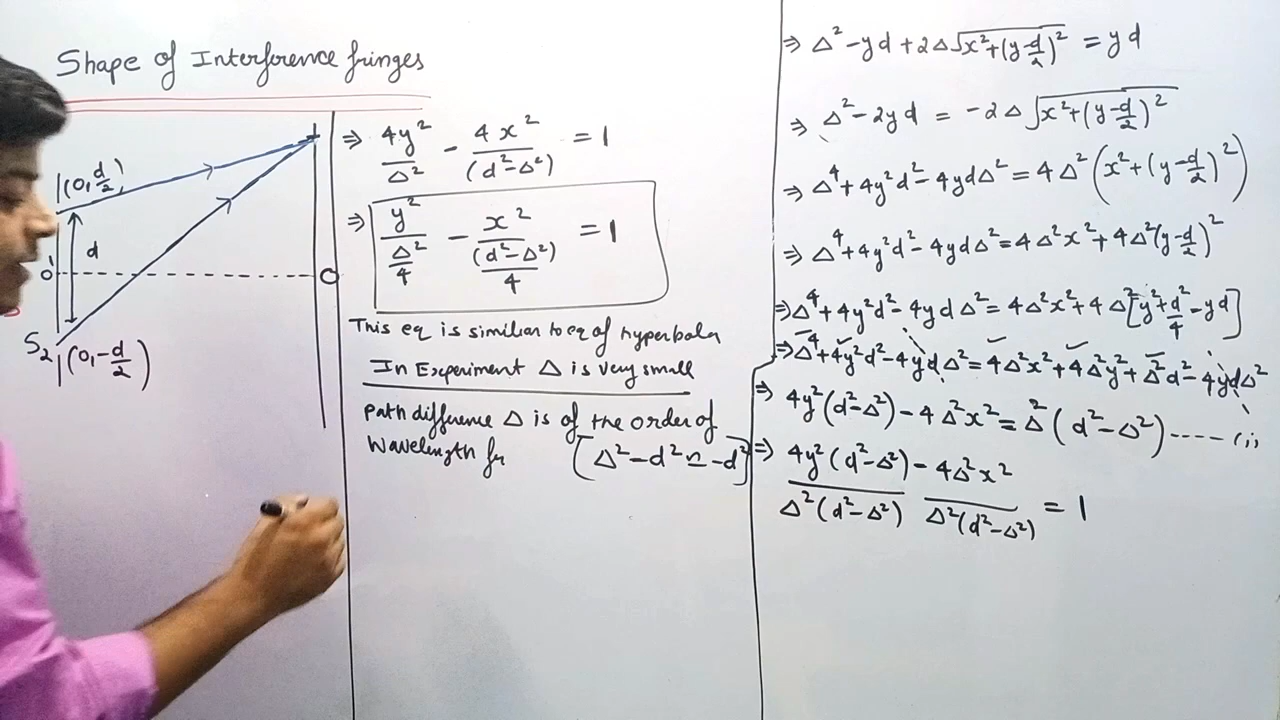 Shape of Interference fringes
(0, d/2)
d
O'
O
S₂
(0, -d/2)
⇒ 4y²/Δ² - 4x²/(d²-Δ²) = 1
⇒ y²/(Δ²/4) - x²/((d²-Δ²)/4) = 1
This eq is similar to eq of hyperbola
In Experiment Δ is very small
Path difference Δ is of the order of
Wavelength [Δ²-d² ≃ -d²]
⇒ Δ² - yd + 2Δ√(x²+(y-d/2)²) = yd
⇒ Δ² - 2yd = -2Δ√(x²+(y-d/2)²)
⇒ Δ⁴ + 4y²d² - 4ydΔ² = 4Δ²(x²+(y-d/2)²)
⇒ Δ⁴ + 4y²d² - 4ydΔ² = 4Δ²x² + 4Δ²(y-d/2)²
⇒ Δ⁴ + 4y²d² - 4ydΔ² = 4Δ²x² + 4Δ²[y²+d²/4-yd]
⇒ Δ⁴ + 4y²d² - 4ydΔ² = 4Δ²x² + 4Δ²y² + Δ²d² - 4ydΔ²
⇒ 4y²(d²-Δ²) - 4Δ²x² = Δ²(d²-Δ²) ---- (i)
⇒ 4y²(d²-Δ²)/Δ²(d²-Δ²) - 4Δ²x²/Δ²(d²-Δ²) = 1